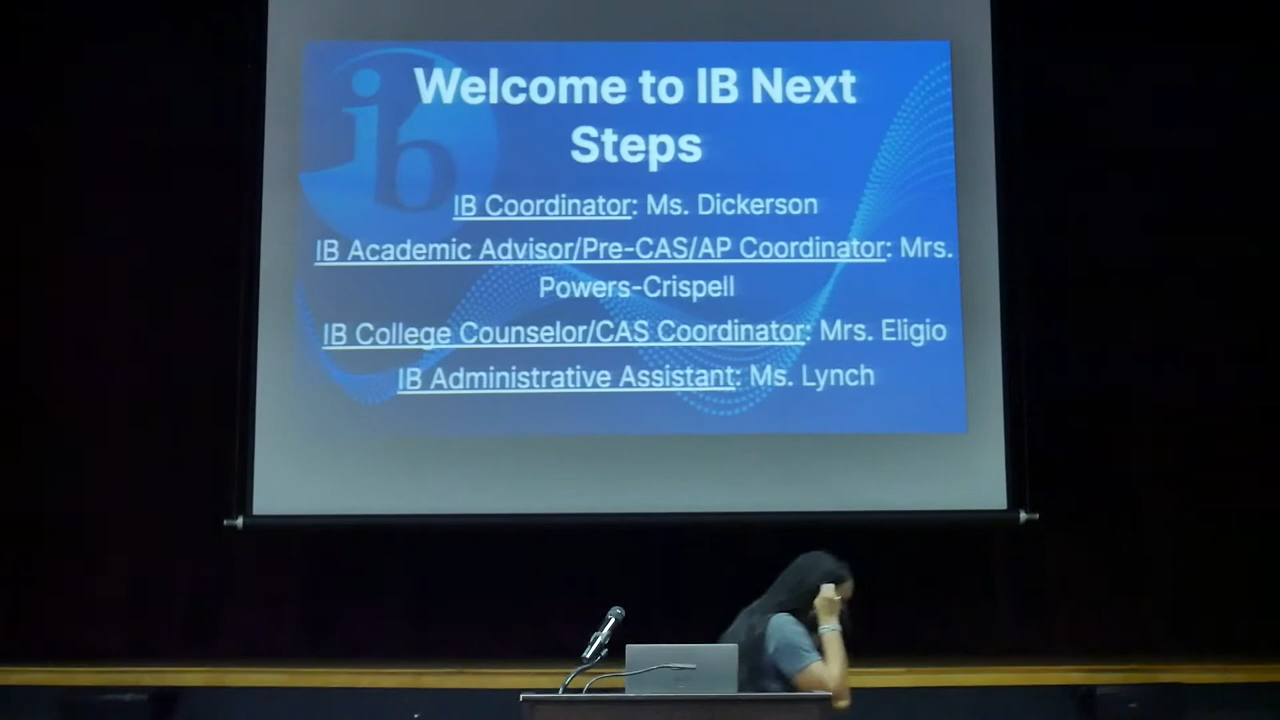 ib
Welcome to IB Next
Steps
IB Coordinator: Ms. Dickerson
IB Academic Advisor/Pre-CAS/AP Coordinator: Mrs.
Powers-Crispell
IB College Counselor/CAS Coordinator: Mrs. Eligio
IB Administrative Assistant: Ms. Lynch